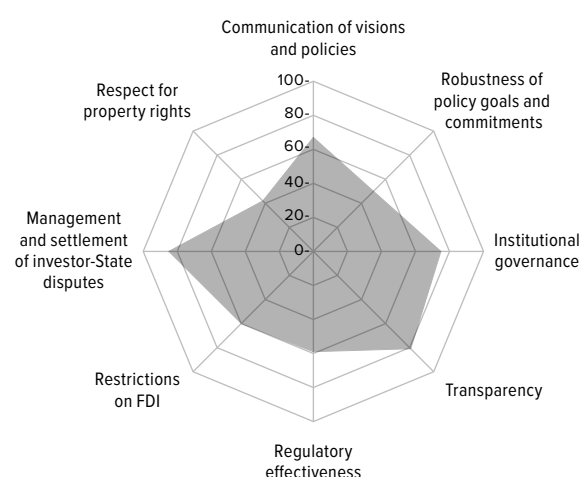 Communication of visions
and policies
Robustness of
policy goals and
commitments
Institutional
governance
Transparency
Regulatory
effectiveness
Restrictions
on FDI
Management
and settlement
of investor-State
disputes
Respect for
property rights
100-
80-
60-
40-
20-
0-